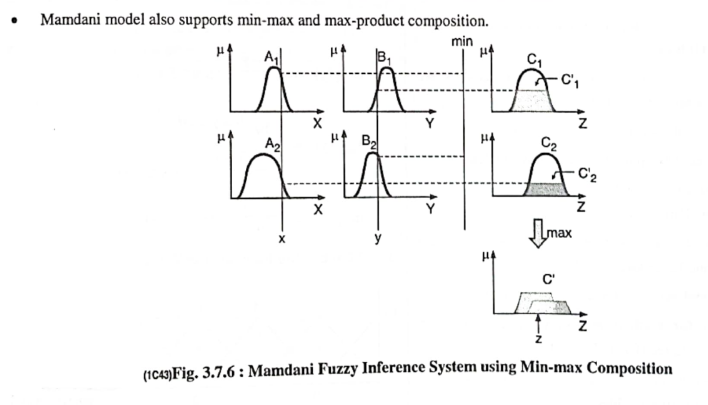 • Mamdani model also supports min-max and max-product composition.
min
μ A₁ μ B₁ μ C₁ C'₁
X Y Z
μ A₂ μ B₂ μ C₂ C'₂
X Y Z
x y max
μ C'
Z
z
(1C43)Fig. 3.7.6 : Mamdani Fuzzy Inference System using Min-max Composition